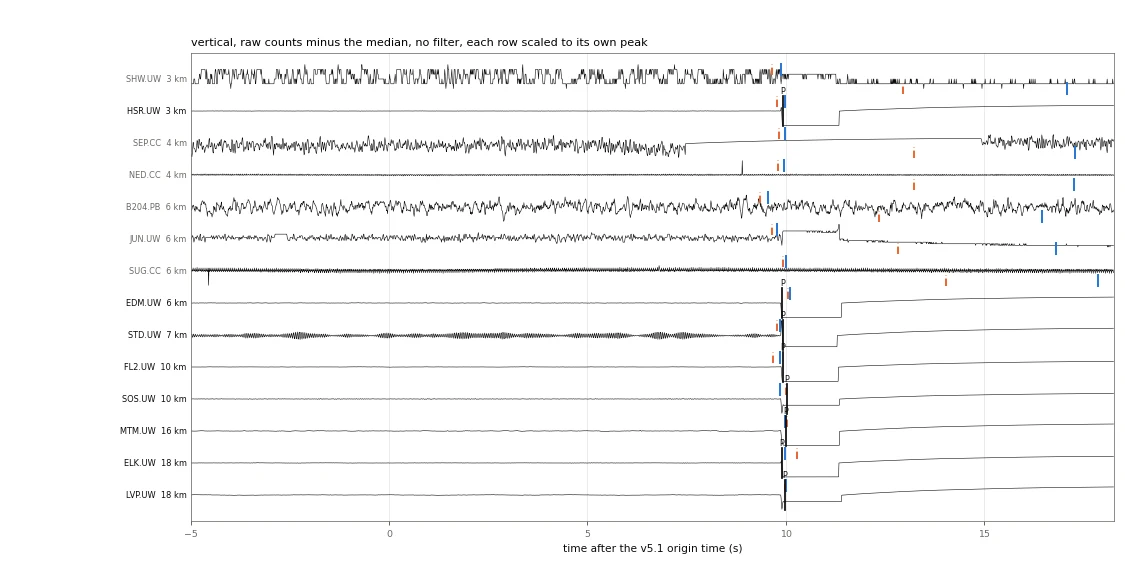 vertical, raw counts minus the median, no filter, each row scaled to its own peak
SHW.UW 3 km
HSR.UW 3 km
P
SEP.CC 4 km
NED.CC 4 km
B204.PB 6 km
JUN.UW 6 km
SUG.CC 6 km
EDM.UW 6 km
P
STD.UW 7 km
P
FL2.UW 10 km
P
SOS.UW 10 km
P
MTM.UW 16 km
P
ELK.UW 18 km
P
LVP.UW 18 km
P
−5 0 5 10 15
time after the v5.1 origin time (s)